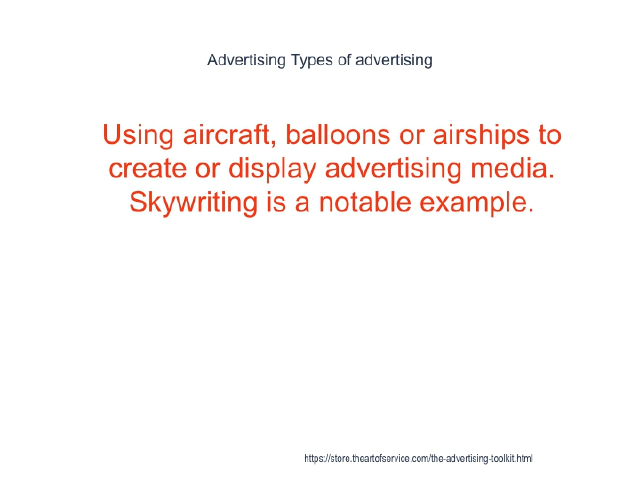 Advertising Types of advertising
Using aircraft, balloons or airships to
create or display advertising media.
Skywriting is a notable example.
https://store.theartofservice.com/the-advertising-toolkit.html